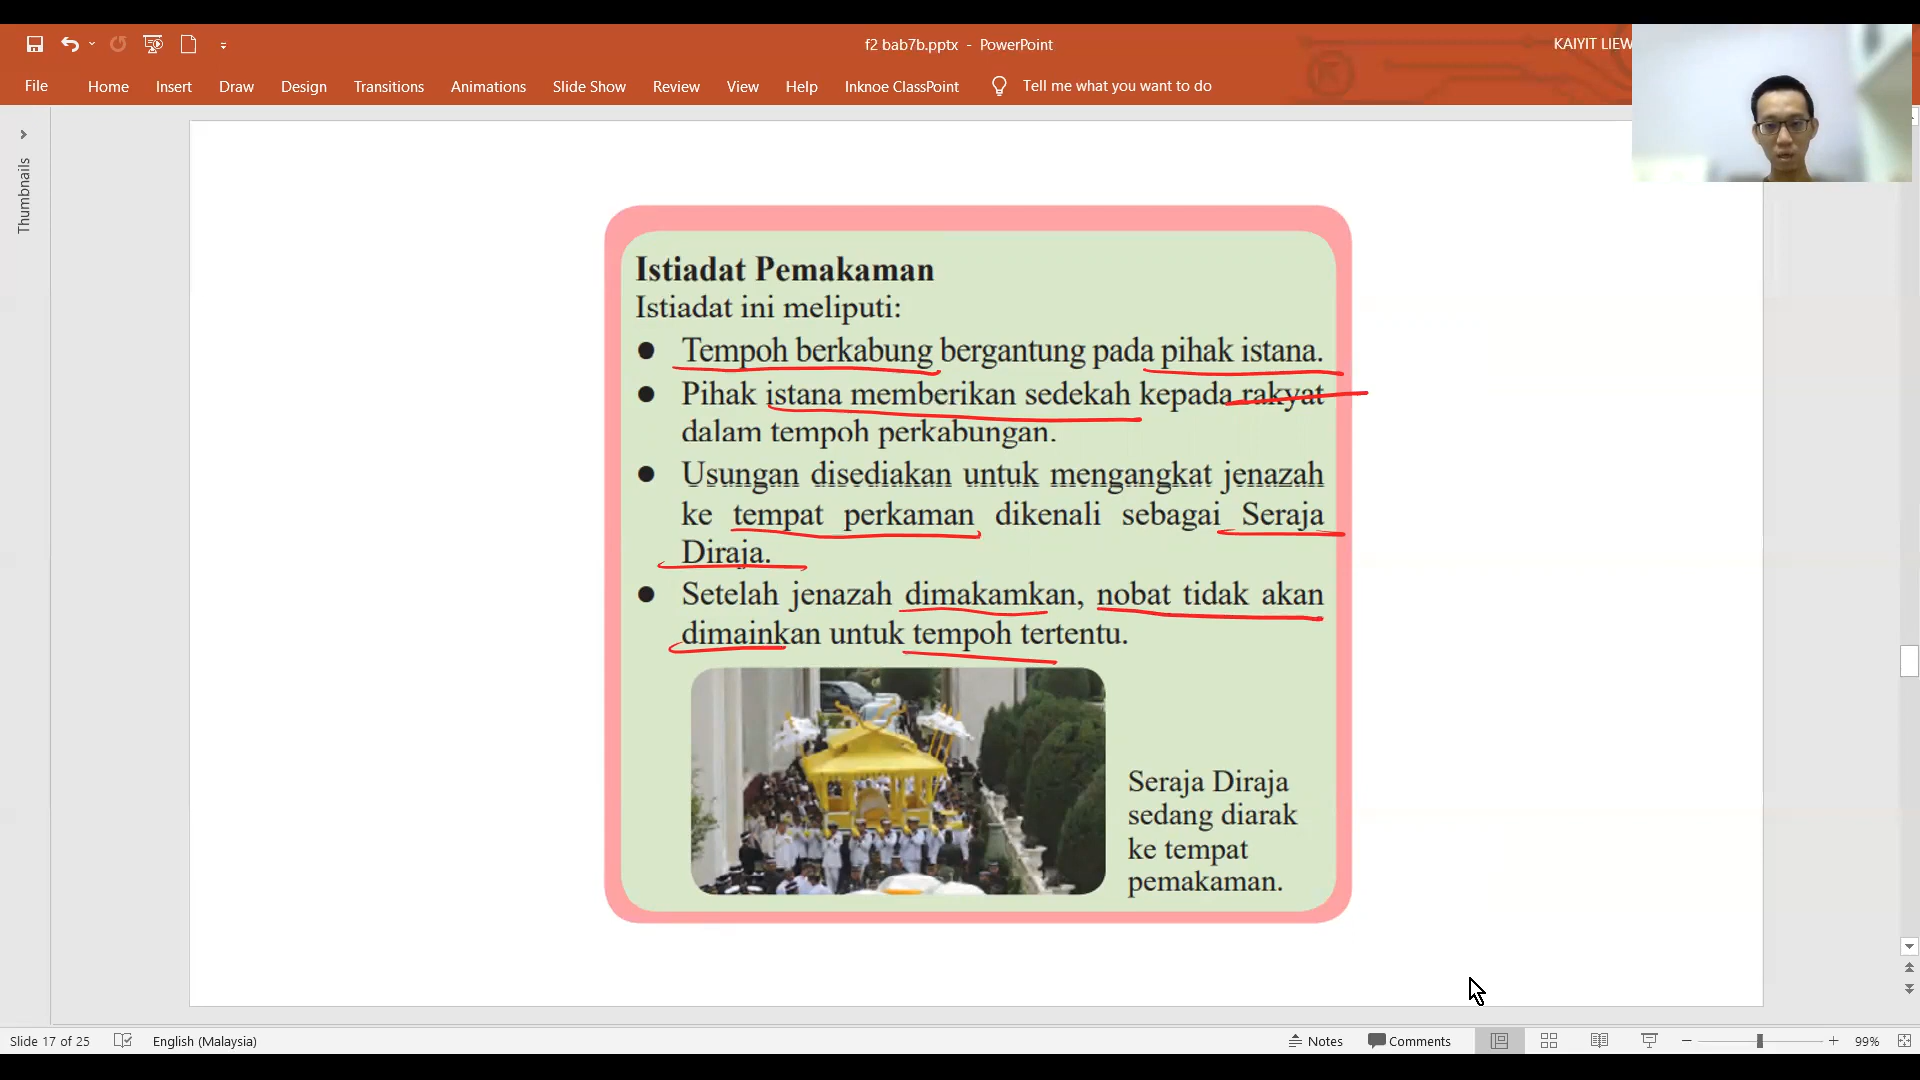 f2 bab7b.pptx - PowerPoint
KAIYIT LIEW
File Home Insert Draw Design Transitions Animations Slide Show Review View Help Inknoe ClassPoint Tell me what you want to do
Thumbnails
Istiadat Pemakaman
Istiadat ini meliputi:
● Tempoh berkabung bergantung pada pihak istana.
● Pihak istana memberikan sedekah kepada rakyat
dalam tempoh perkabungan.
● Usungan disediakan untuk mengangkat jenazah
ke tempat perkaman dikenali sebagai Seraja
Diraja.
● Setelah jenazah dimakamkan, nobat tidak akan
dimainkan untuk tempoh tertentu.
Seraja Diraja
sedang diarak
ke tempat
pemakaman.
Slide 17 of 25 English (Malaysia) Notes Comments 99%